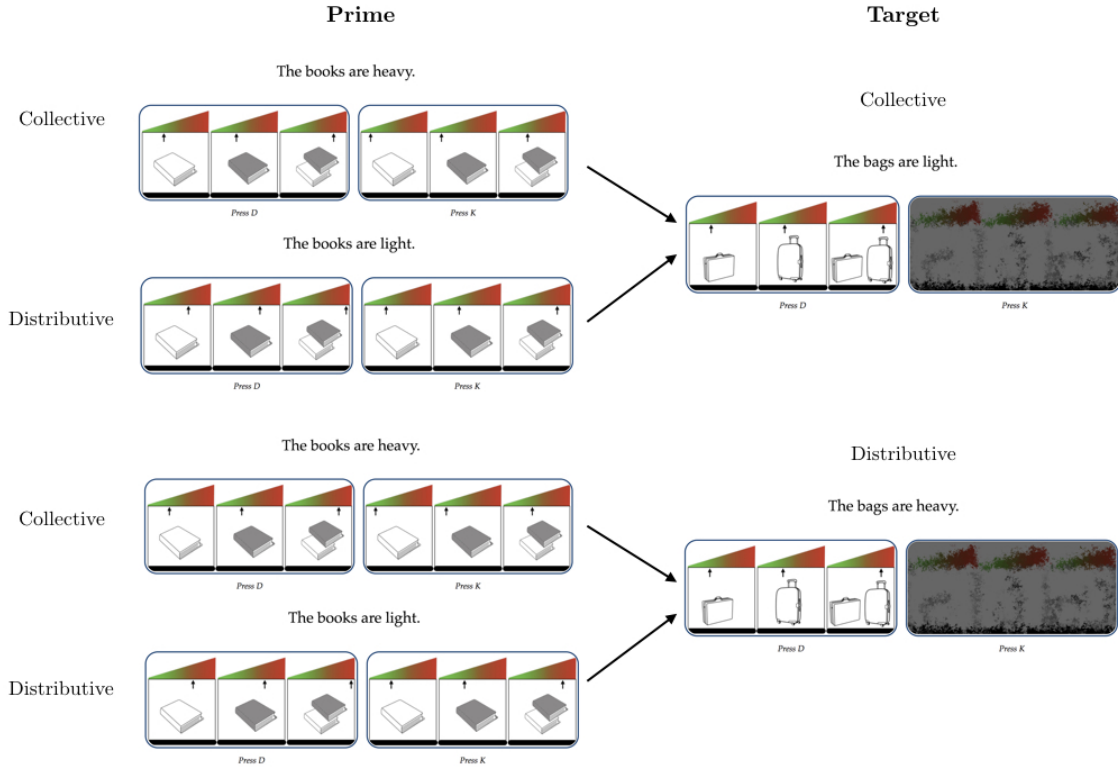 Prime
Target
The books are heavy.
Collective
Press D
Press K
The books are light.
Distributive
Press D
Press K
Collective
The bags are light.
Press D
Press K
The books are heavy.
Collective
Press D
Press K
The books are light.
Distributive
Press D
Press K
Distributive
The bags are heavy.
Press D
Press K